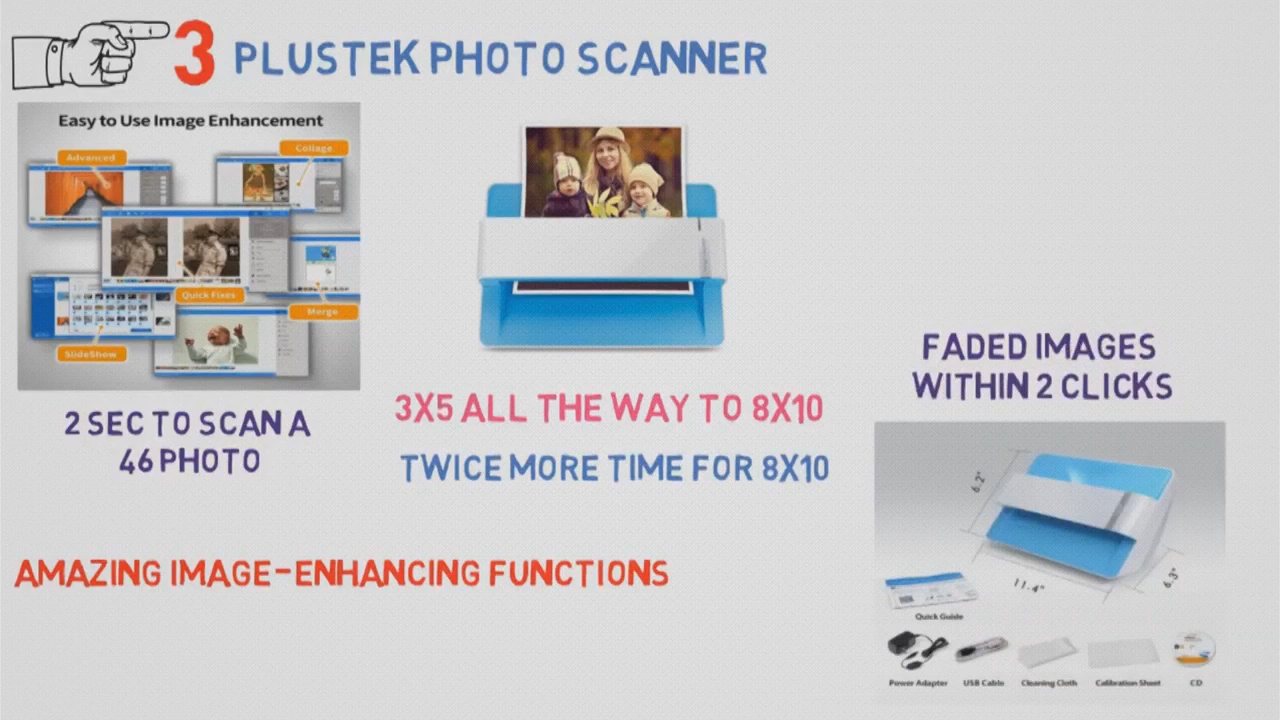 3 PLUSTEK PHOTO SCANNER
Easy to Use Image Enhancement
Advanced
Collage
Quick Fixes
Merge
SlideShow
2 SEC TO SCAN A
46 PHOTO
3X5 ALL THE WAY TO 8X10
TWICE MORE TIME FOR 8X10
AMAZING IMAGE-ENHANCING FUNCTIONS
FADED IMAGES
WITHIN 2 CLICKS
6.2"
11.4"
6.3"
Quick Guide
Power Adapter
USB Cable
Cleaning Cloth
Calibration Sheet
CD